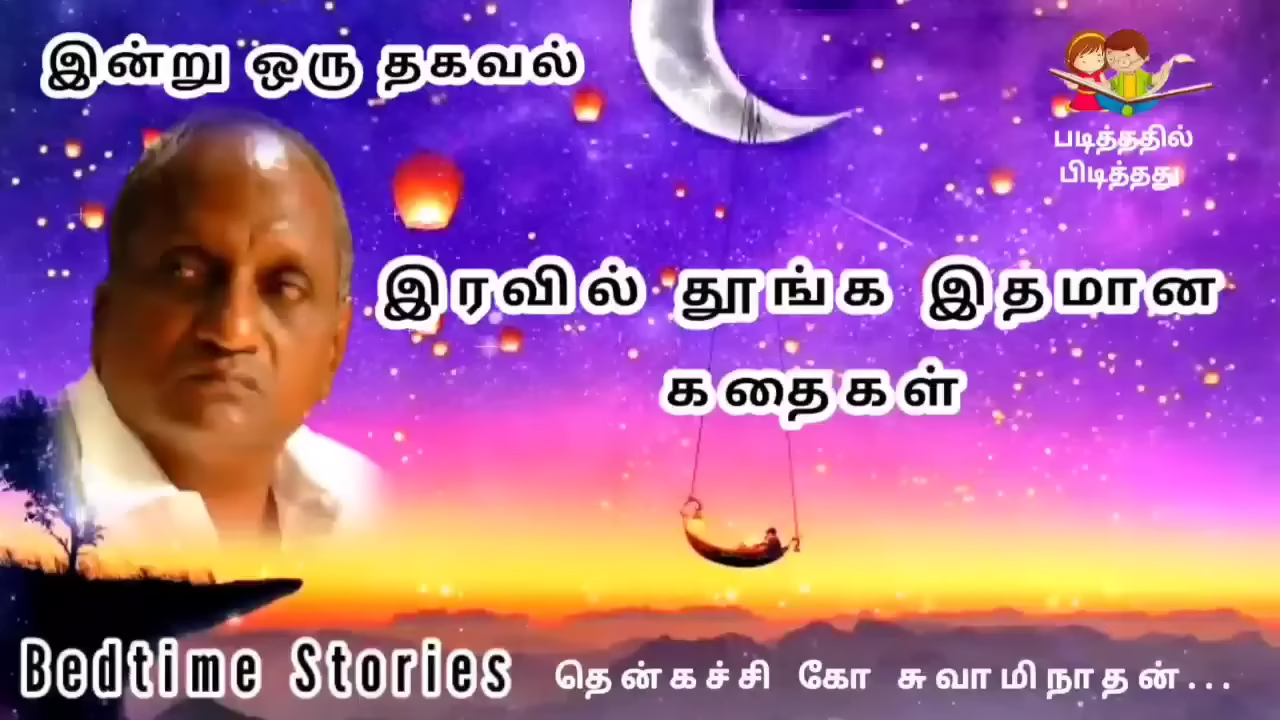 இன்று ஒரு தகவல்
படித்ததில்
பிடித்தது
இரவில் தூங்க இதமான
கதைகள்
Bedtime Stories
தென்கச்சி கோ சுவாமிநாதன்...